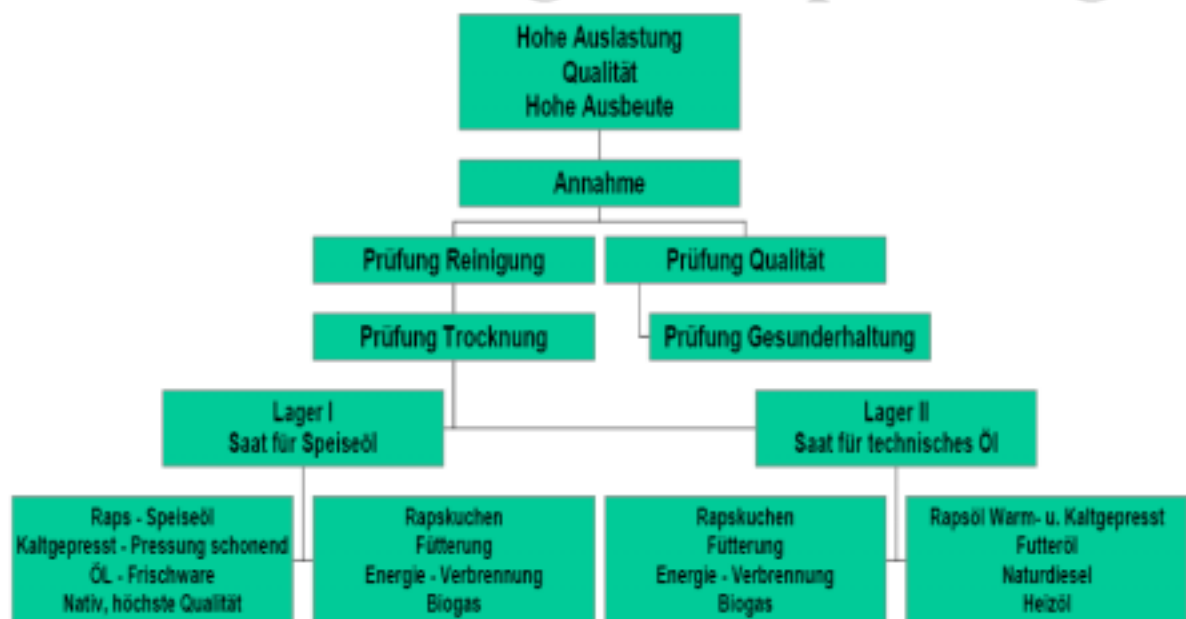 Hohe Auslastung
Qualität
Hohe Ausbeute
Annahme
Prüfung Reinigung
Prüfung Qualität
Prüfung Trocknung
Prüfung Gesunderhaltung
Lager I
Saat für Speiseöl
Lager II
Saat für technisches Öl
Raps - Speiseöl
Kaltgepresst - Pressung schonend
ÖL - Frischware
Nativ, höchste Qualität
Rapskuchen
Fütterung
Energie - Verbrennung
Biogas
Rapskuchen
Fütterung
Energie - Verbrennung
Biogas
Rapsöl Warm- u. Kaltgepresst
Futteröl
Naturdiesel
Heizöl